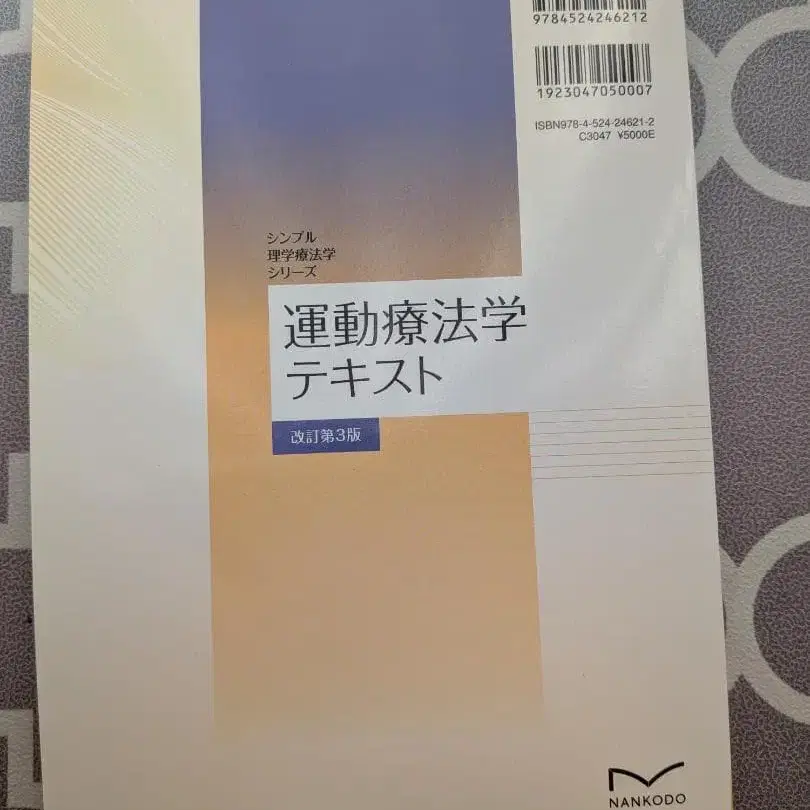 9784524246212
1923047050007
ISBN978-4-524-24621-2
C3047 ¥5000E
シンプル
理学療法学
シリーズ
運動療法学
テキスト
改訂第3版
NANKODO